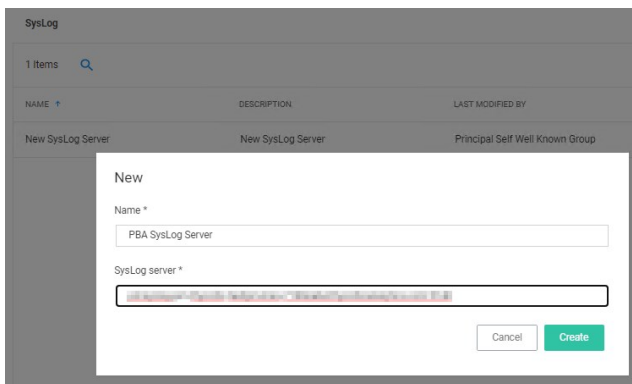 SysLog
1 Items
NAME DESCRIPTION LAST MODIFIED BY
New SysLog Server New SysLog Server Principal Self Well Known Group
New
Name *
PBA SysLog Server
SysLog server *
Cancel Create